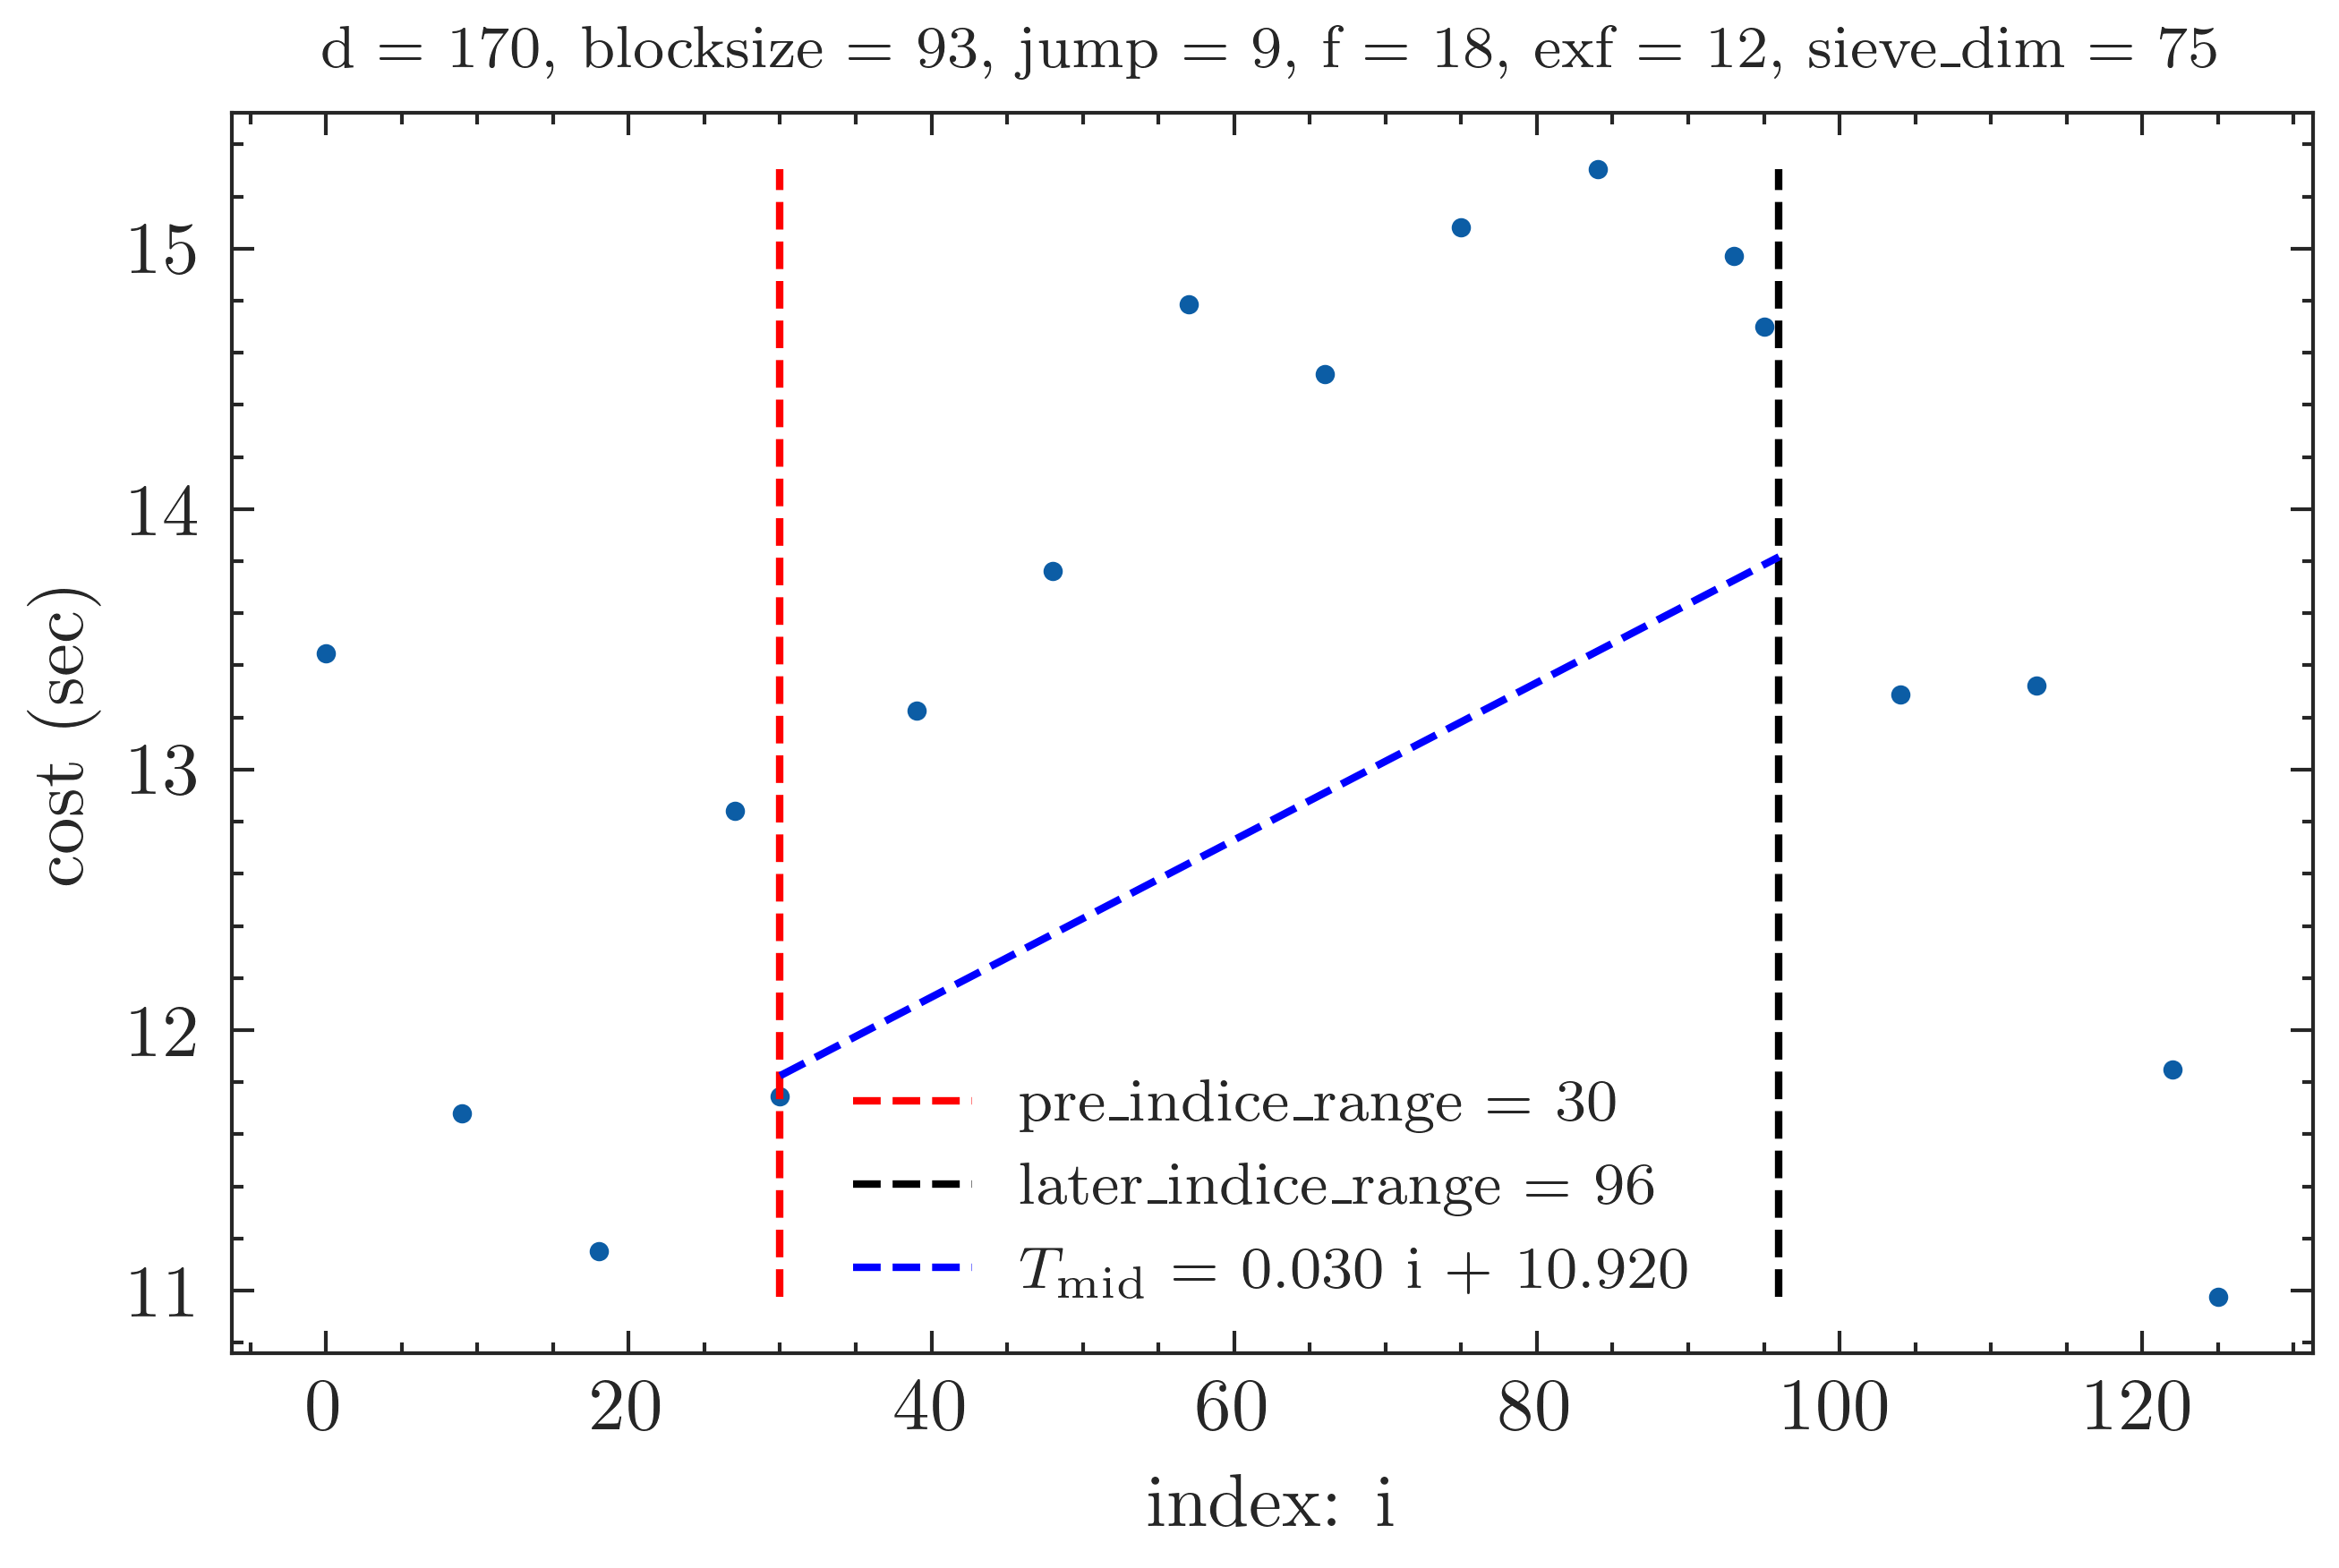 d = 170, blocksize = 93, jump = 9, f = 18, exf = 12, sieve_dim = 75
cost (sec)
15
14
13
12
11
pre_indice_range = 30
later_indice_range = 96
T_mid = 0.030 i + 10.920
0 20 40 60 80 100 120
index: i